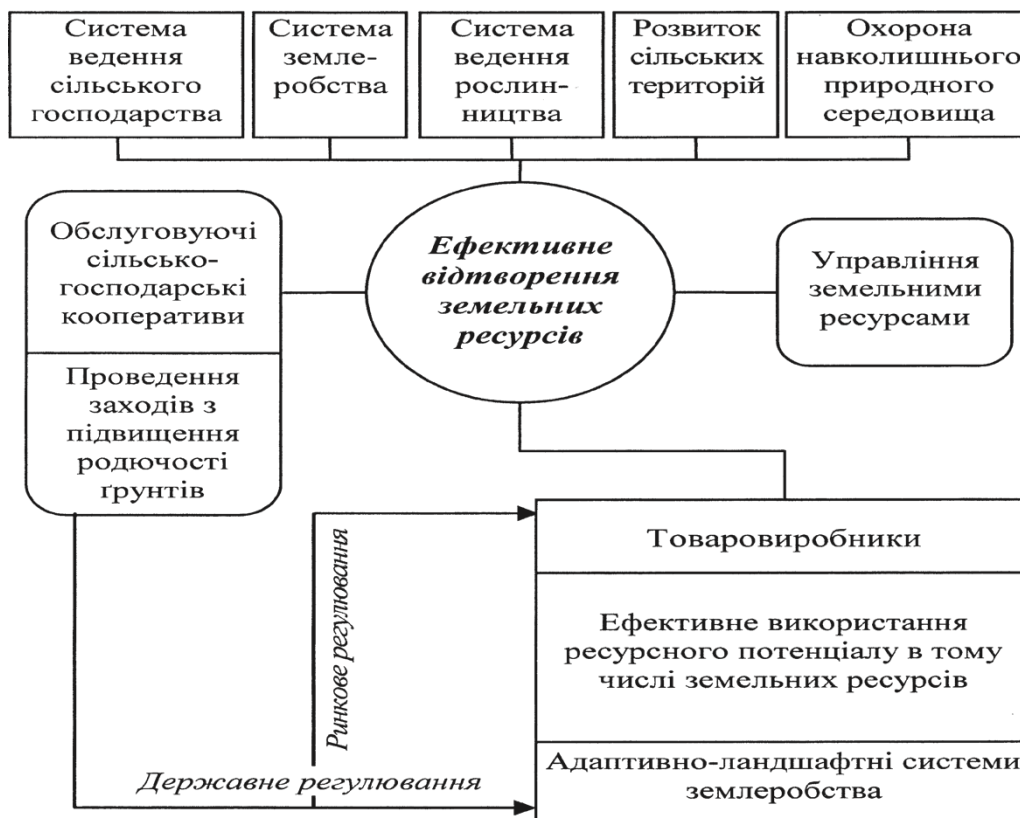 Система
ведення
сільського
господарства
Система
земле-
робства
Система
ведення
рослин-
ництва
Розвиток
сільських
територій
Охорона
навколишнього
природного
середовища
Обслуговуючі
сільсько-
господарські
кооперативи
Проведення
заходів з
підвищення
родючості
ґрунтів
Ефективне
відтворення
земельних
ресурсів
Управління
земельними
ресурсами
Ринкове регулювання
Державне регулювання
Товаровиробники
Ефективне використання
ресурсного потенціалу в тому
числі земельних ресурсів
Адаптивно-ландшафтні системи
землеробства